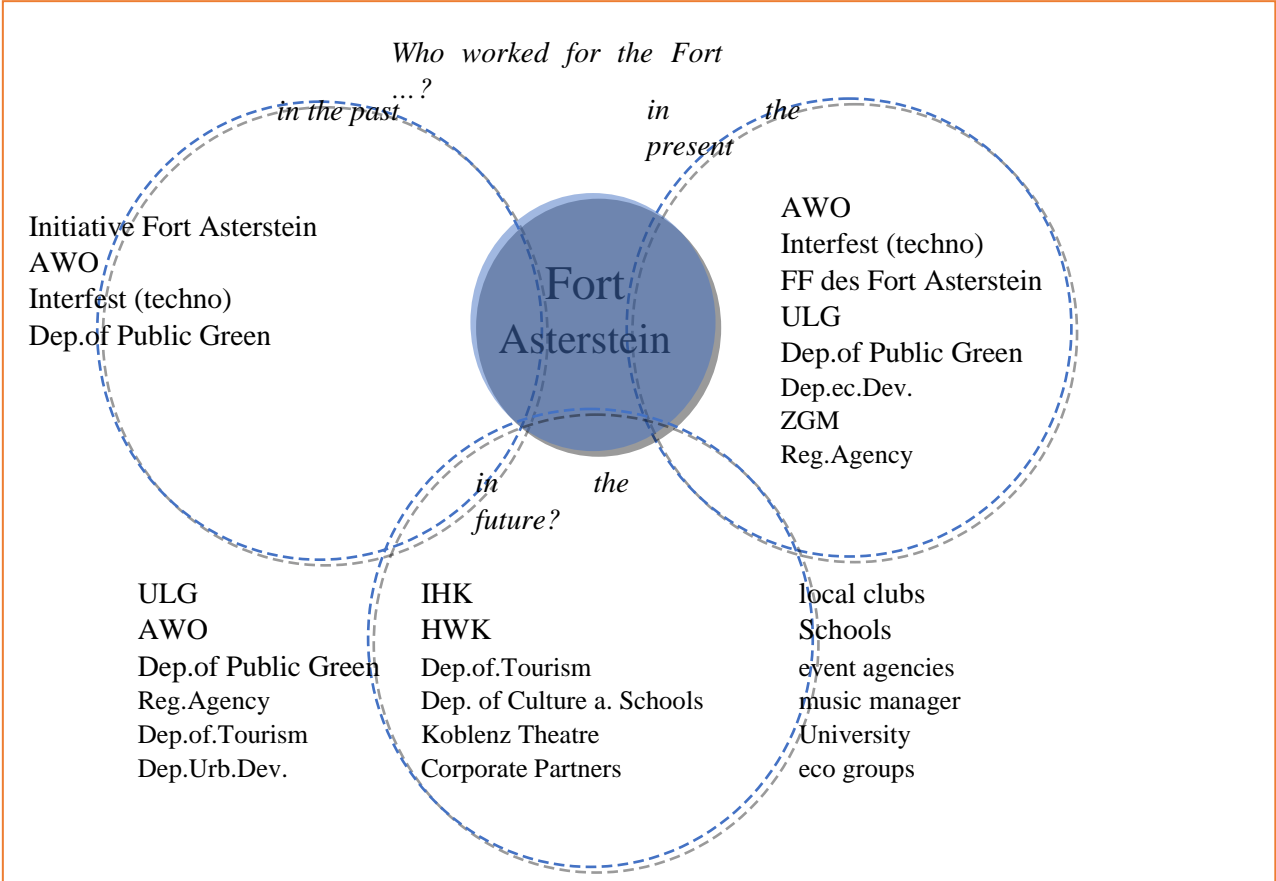 Who worked for the Fort
…?
in the past
in the
present
Initiative Fort Asterstein
AWO
Interfest (techno)
Dep.of Public Green
Fort
Asterstein
AWO
Interfest (techno)
FF des Fort Asterstein
ULG
Dep.of Public Green
Dep.ec.Dev.
ZGM
Reg.Agency
in the
future?
ULG
AWO
Dep.of Public Green
Reg.Agency
Dep.of.Tourism
Dep.Urb.Dev.
IHK
HWK
Dep.of.Tourism
Dep. of Culture a. Schools
Koblenz Theatre
Corporate Partners
local clubs
Schools
event agencies
music manager
University
eco groups